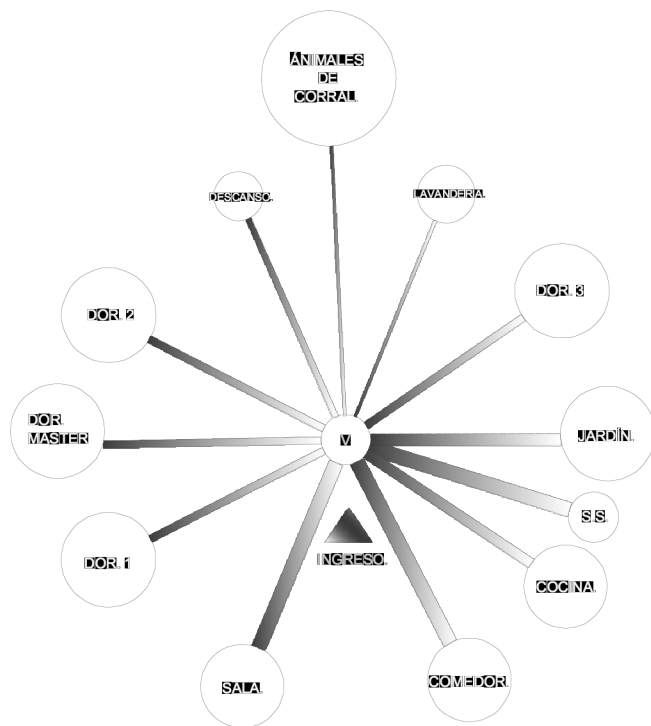 ÁNIMALES
DE
CORRAL.
DESCANSO.
LAVANDERIA.
DOR. 2
DOR. 3
DOR.
MASTER
V
JARDÍN.
S.S.
INGRESO.
DOR. 1
COCINA.
SALA.
COMEDOR.